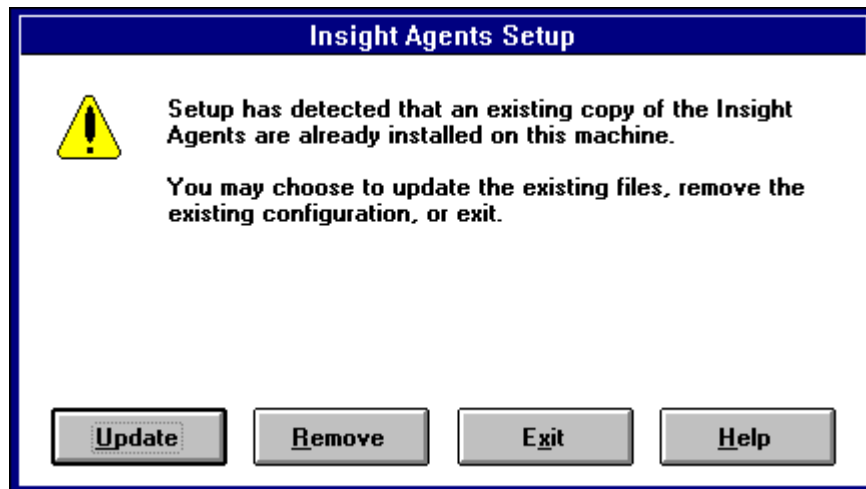 Insight Agents Setup
Setup has detected that an existing copy of the Insight
Agents are already installed on this machine.
You may choose to update the existing files, remove the
existing configuration, or exit.
Update Remove Exit Help